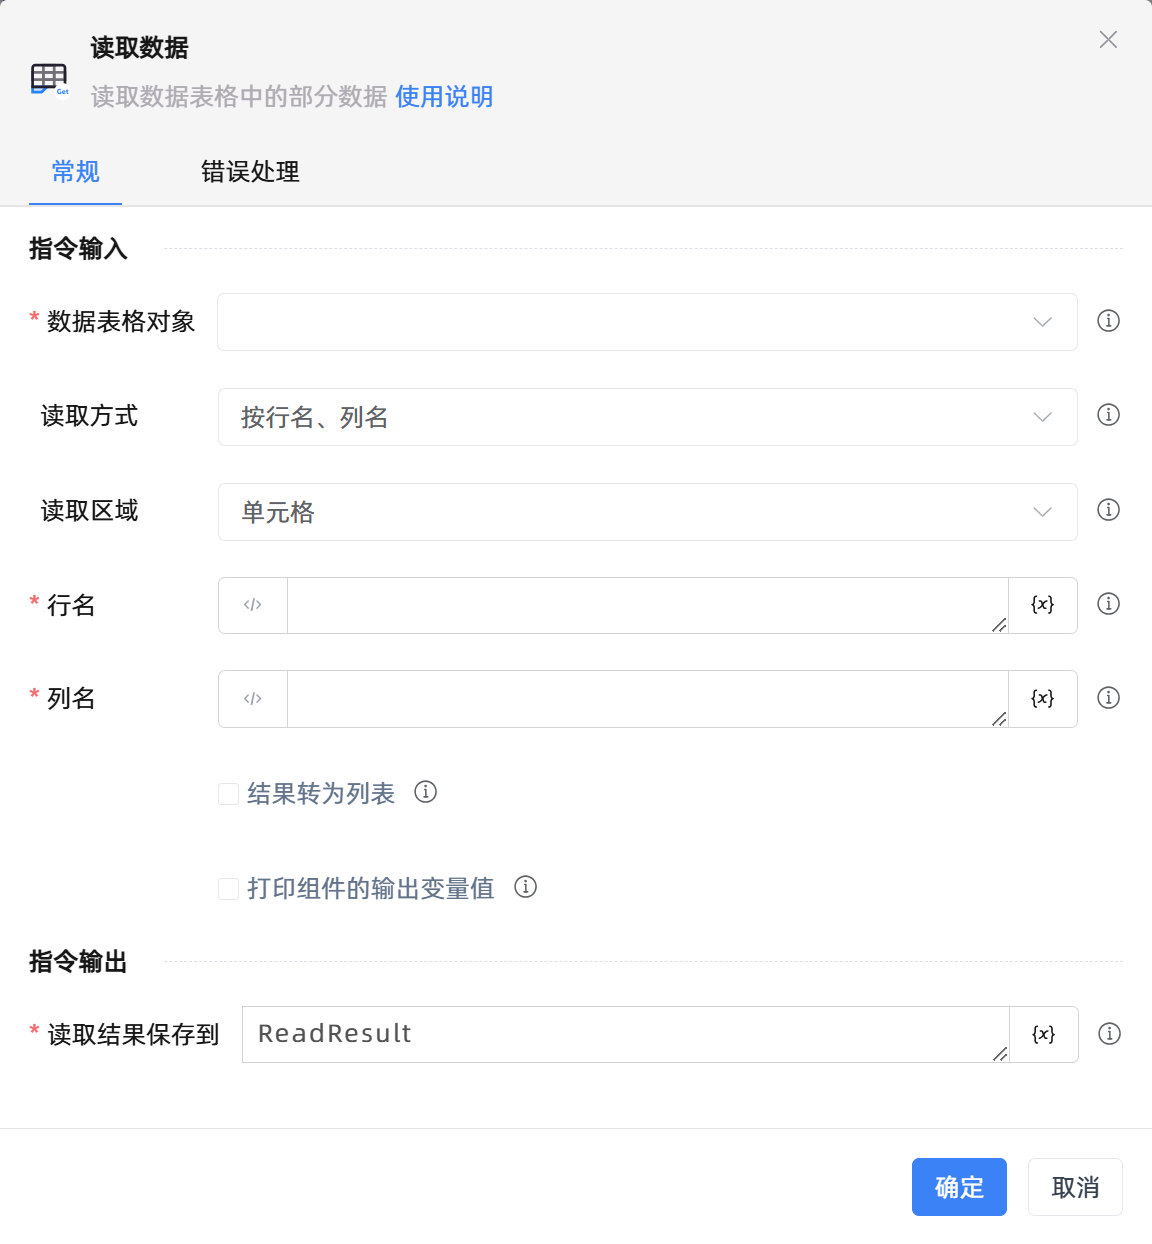 读取数据
Get
读取数据表格中的部分数据 使用说明
常规 错误处理
指令输入
* 数据表格对象
读取方式 按行名、列名
读取区域 单元格
* 行名 </> {x}
* 列名 </> {x}
结果转为列表
打印组件的输出变量值
指令输出
* 读取结果保存到 ReadResult {x}
确定 取消